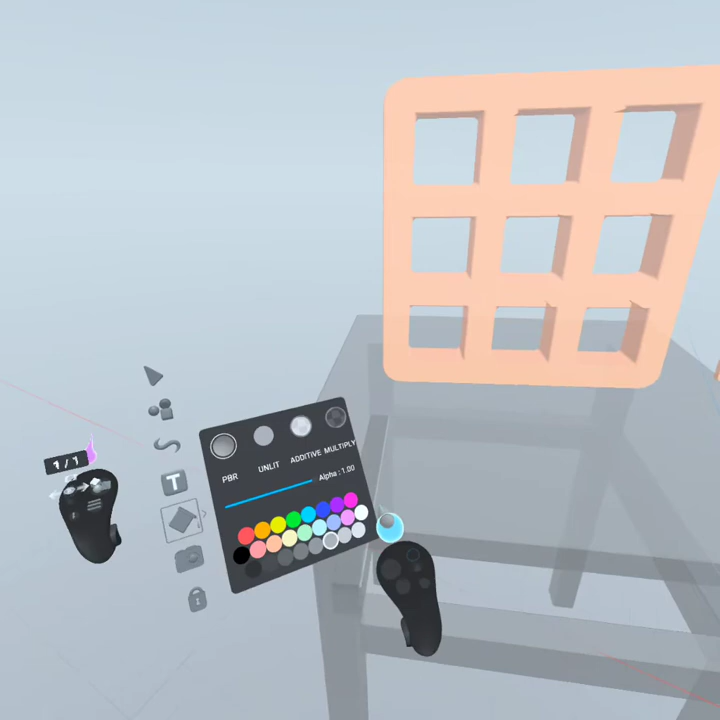 1 / 1
PBR
UNLIT
ADDITIVE
MULTIPLY
Alpha : 1.00
T